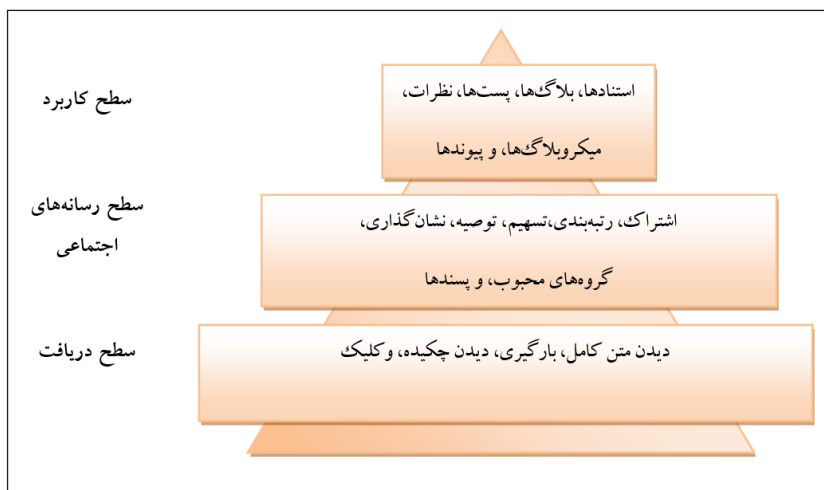 سطح کاربرد
استنادها، بلاگ‌ها، پست‌ها، نظرات،
میکروبلاگ‌ها، و پیوندها
سطح رسانه‌های
اجتماعی
اشتراک، رتبه‌بندی،تسهیم، توصیه، نشان‌گذاری،
گروه‌های محبوب، و پسندها
سطح دریافت
دیدن متن کامل، بارگیری، دیدن چکیده، وکلیک